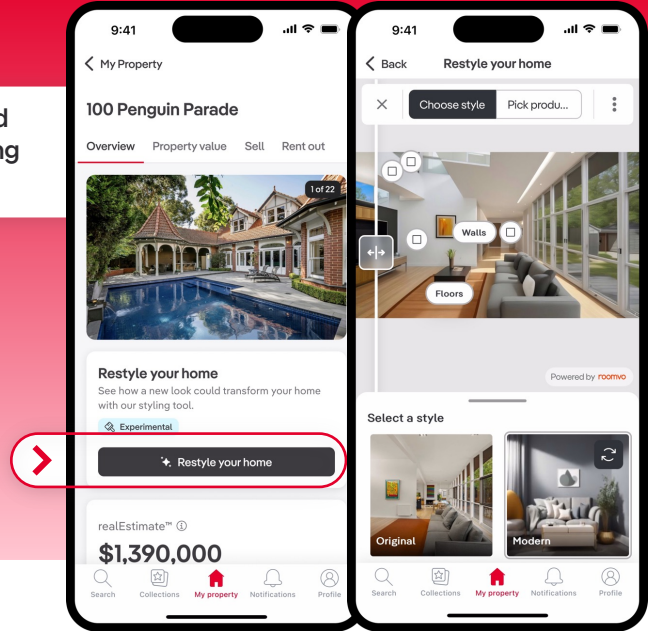 d
ng
9:41
My Property
100 Penguin Parade
Overview Property value Sell Rent out
1 of 22
Restyle your home
See how a new look could transform your home
with our styling tool.
Experimental
Restyle your home
realEstimate™
$1,390,000
Search Collections My property Notifications Profile
9:41
Back Restyle your home
Choose style Pick produ...
Walls
Floors
Powered by roomvo
Select a style
Original Modern
Search Collections My property Notifications Profile